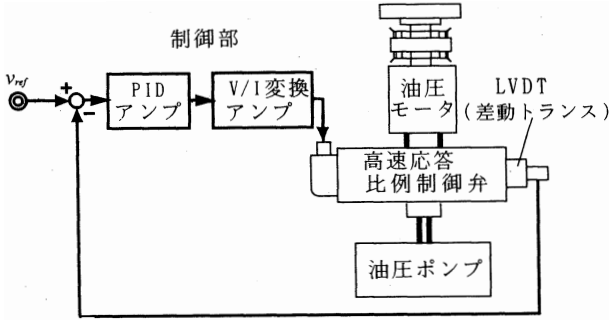 制御部
v_ref
+
−
PID
アンプ
V/I変換
アンプ
油圧
モータ
LVDT
(差動トランス)
高速応答
比例制御弁
油圧ポンプ